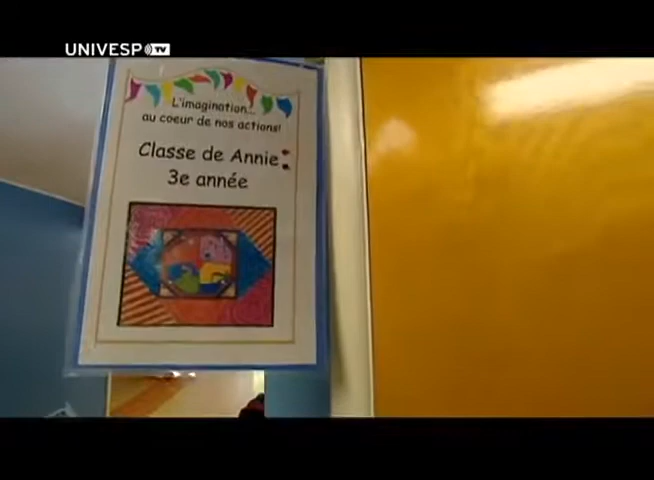 UNIVESP TV
L'imagination...
au coeur de nos actions!
Classe de Annie
3e année